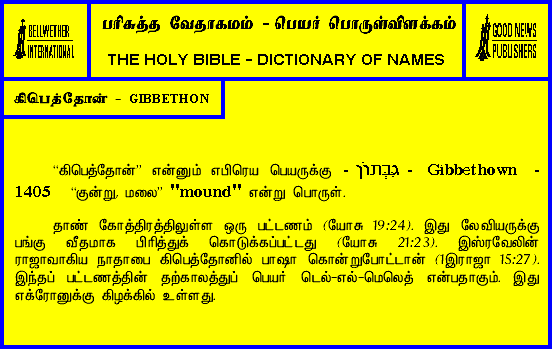 BELLWETHER
INTERNATIONAL
பரிசுத்த வேதாகமம் - பெயர் பொருள்விளக்கம்
THE HOLY BIBLE - DICTIONARY OF NAMES
GOOD NEWS
PUBLISHERS
கிபெத்தோன் - GIBBETHON
“கிபெத்தோன்” என்னும் எபிரெய பெயருக்கு - גִּבְּתוֹן - Gibbethown -
1405 “குன்று, மலை” "mound" என்று பொருள்.
தாண் கோத்திரத்திலுள்ள ஒரு பட்டணம் (யோசு 19:24). இது லேவியருக்கு
பங்கு வீதமாக பிரித்துக் கொடுக்கப்பட்டது (யோசு 21:23). இஸ்ரவேலின்
ராஜாவாகிய நாதாபை கிபெத்தோனில் பாஷா கொன்றுபோட்டான் (1இராஜா 15:27).
இந்தப் பட்டணத்தின் தற்காலத்துப் பெயர் டெல்-எல்-மெலெத் என்பதாகும். இது
எக்ரோனுக்கு கிழக்கில் உள்ளது.